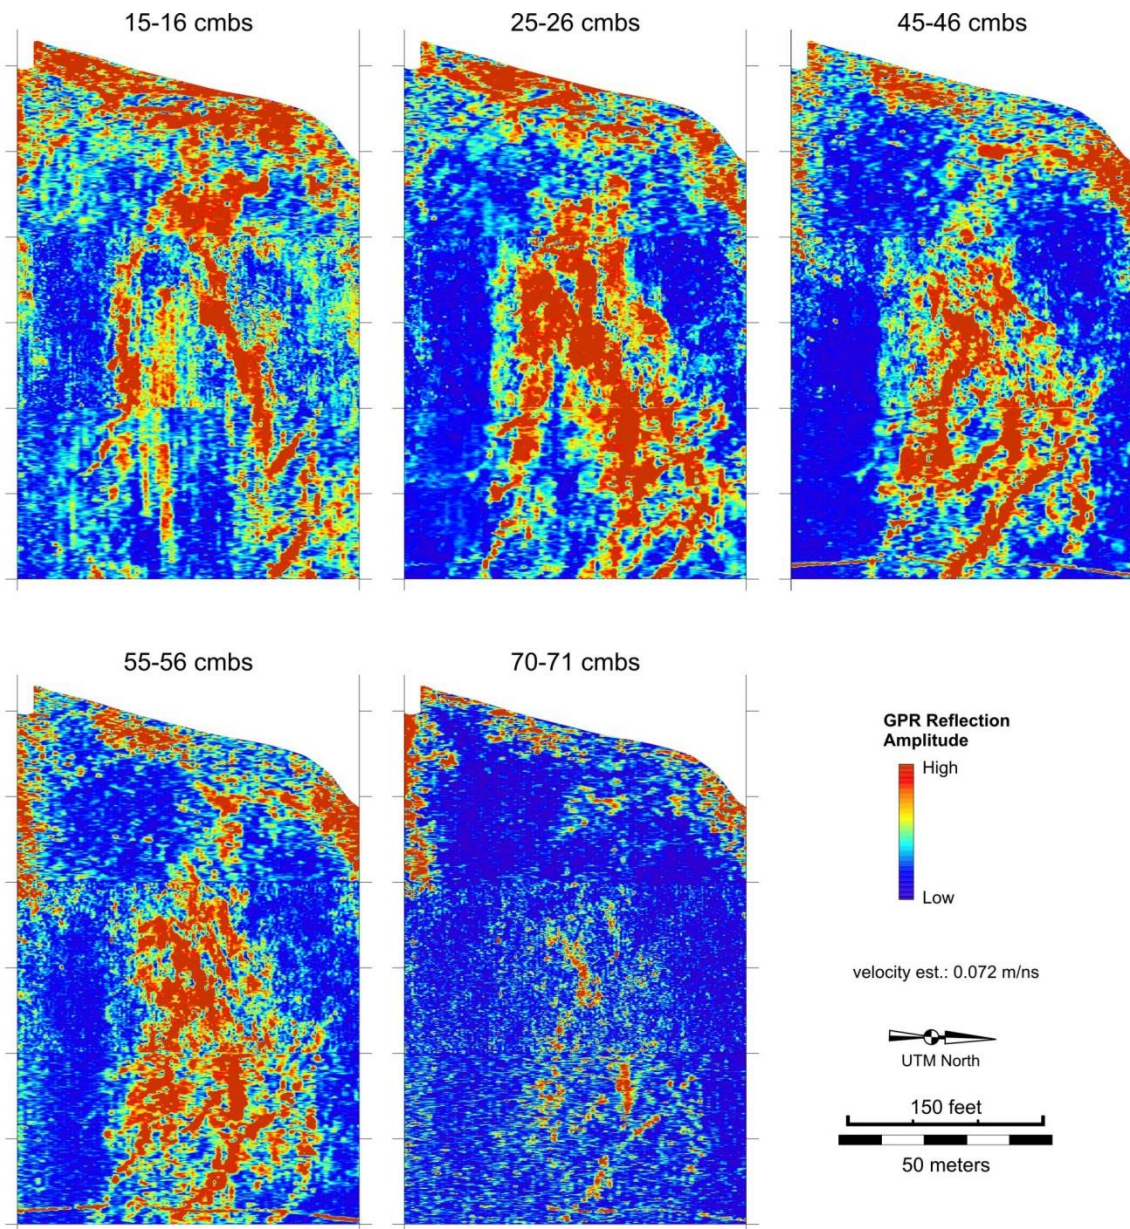 15-16 cmbs
25-26 cmbs
45-46 cmbs
55-56 cmbs
70-71 cmbs
GPR Reflection
Amplitude
High
Low
velocity est.: 0.072 m/ns
UTM North
150 feet
50 meters